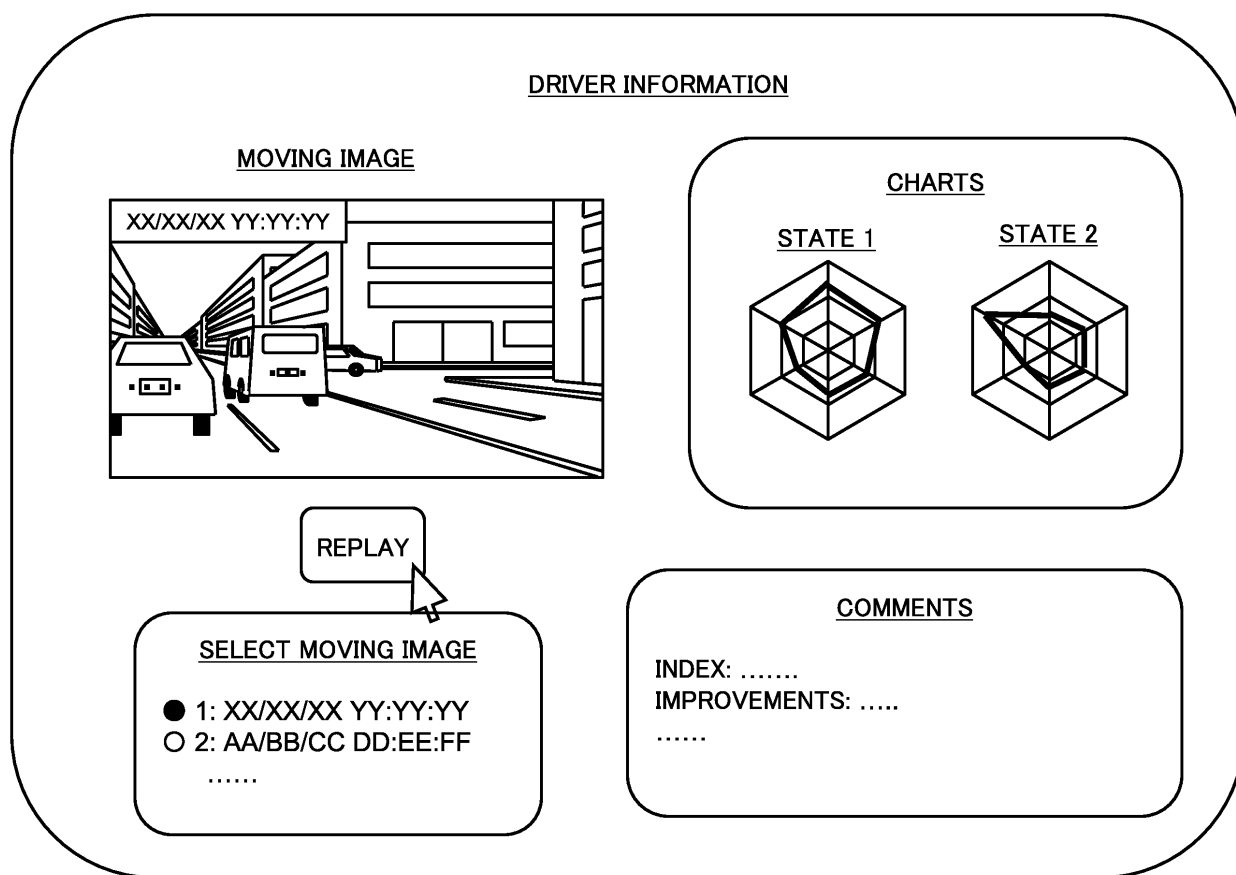 DRIVER INFORMATION
MOVING IMAGE
XX/XX/XX YY:YY:YY
REPLAY
SELECT MOVING IMAGE
● 1: XX/XX/XX YY:YY:YY
○ 2: AA/BB/CC DD:EE:FF
......
CHARTS
STATE 1
STATE 2
COMMENTS
INDEX: .......
IMPROVEMENTS: .....
......